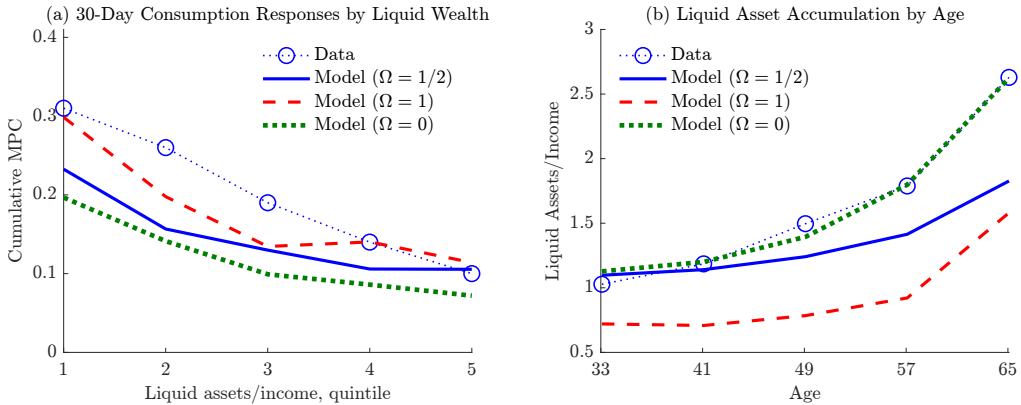 (a) 30-Day Consumption Responses by Liquid Wealth
0.4
0.3
0.2
0.1
0
Cumulative MPC
Data
Model (Ω = 1/2)
Model (Ω = 1)
Model (Ω = 0)
1 2 3 4 5
Liquid assets/income, quintile
(b) Liquid Asset Accumulation by Age
3
2.5
2
1.5
1
0.5
Liquid Assets/Income
Data
Model (Ω = 1/2)
Model (Ω = 1)
Model (Ω = 0)
33 41 49 57 65
Age